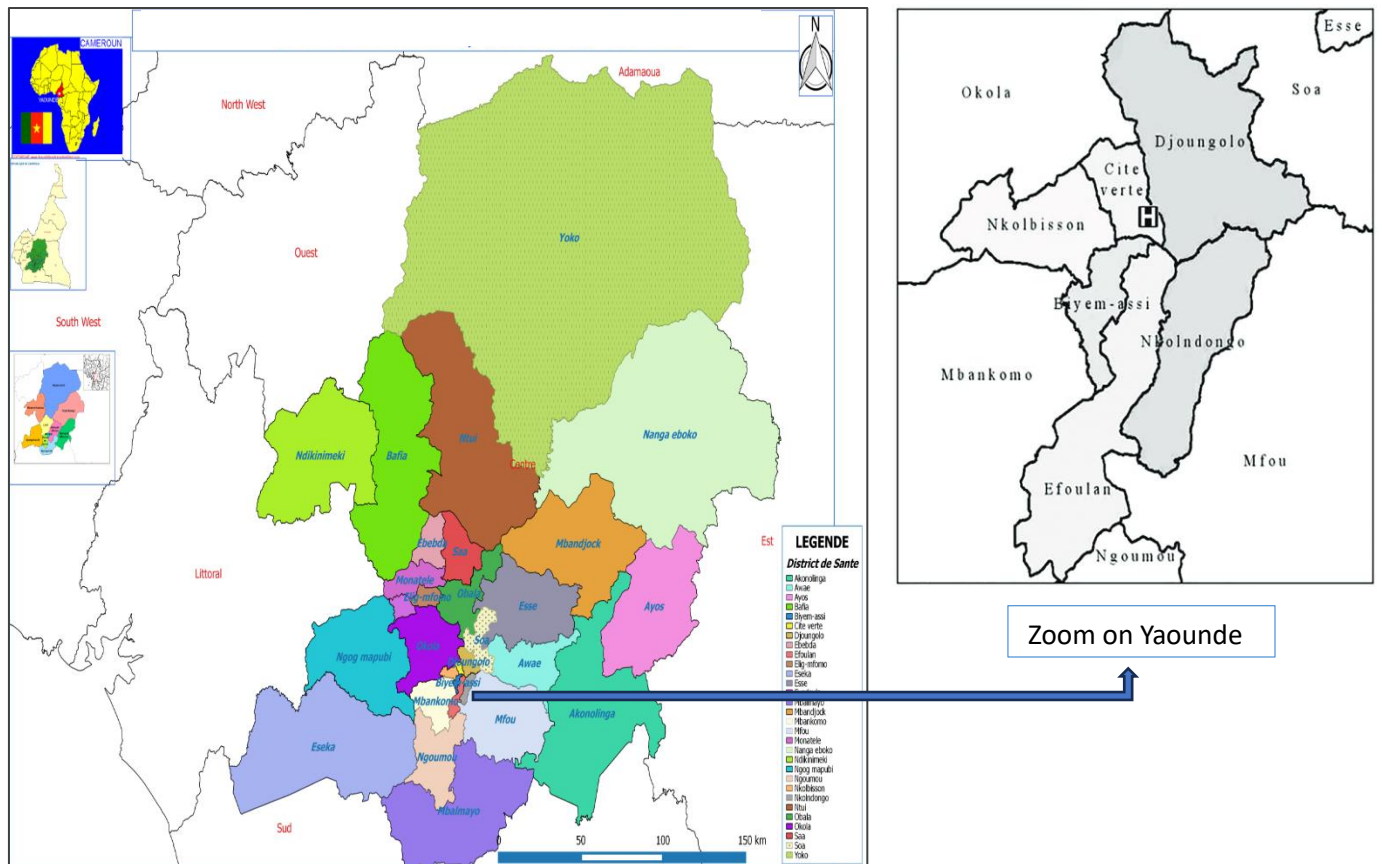 CAMEROUN
YAOUNDE
N
Adamaoua
North West
Ouest
South West
Littoral
Sud
Est
Centre
Yoko
Nanga eboko
Ntui
Bafia
Ndikinimeki
Mbandjock
Ebebda
Saa
Monatele
Elig-mfomo
Obala
Esse
Ayos
Soa
Okola
Ngog mapubi
Djoungolo
Awae
Biyem-assi
Mbankomo
Mfou
Akonolinga
Eseka
Ngoumou
Mbalmayo
0 50 100 150 km
LEGENDE
District de Sante
Akonolinga
Awae
Ayos
Bafia
Biyem-assi
Cite verte
Djoungolo
Ebebda
Efoulan
Elig-mfomo
Eseka
Esse
Mbalmayo
Mbandjock
Mbankomo
Mfou
Monatele
Nanga eboko
Ndikinimeki
Ngog mapubi
Ngoumou
Nkolbisson
Nkolndongo
Ntui
Obala
Okola
Saa
Soa
Yoko
Esse
Okola
Soa
Djoungolo
Cite
verte
H
Nkolbisson
Biyem-assi
Nkolndongo
Mbankomo
Mfou
Efoulan
Ngoumou
Zoom on Yaounde